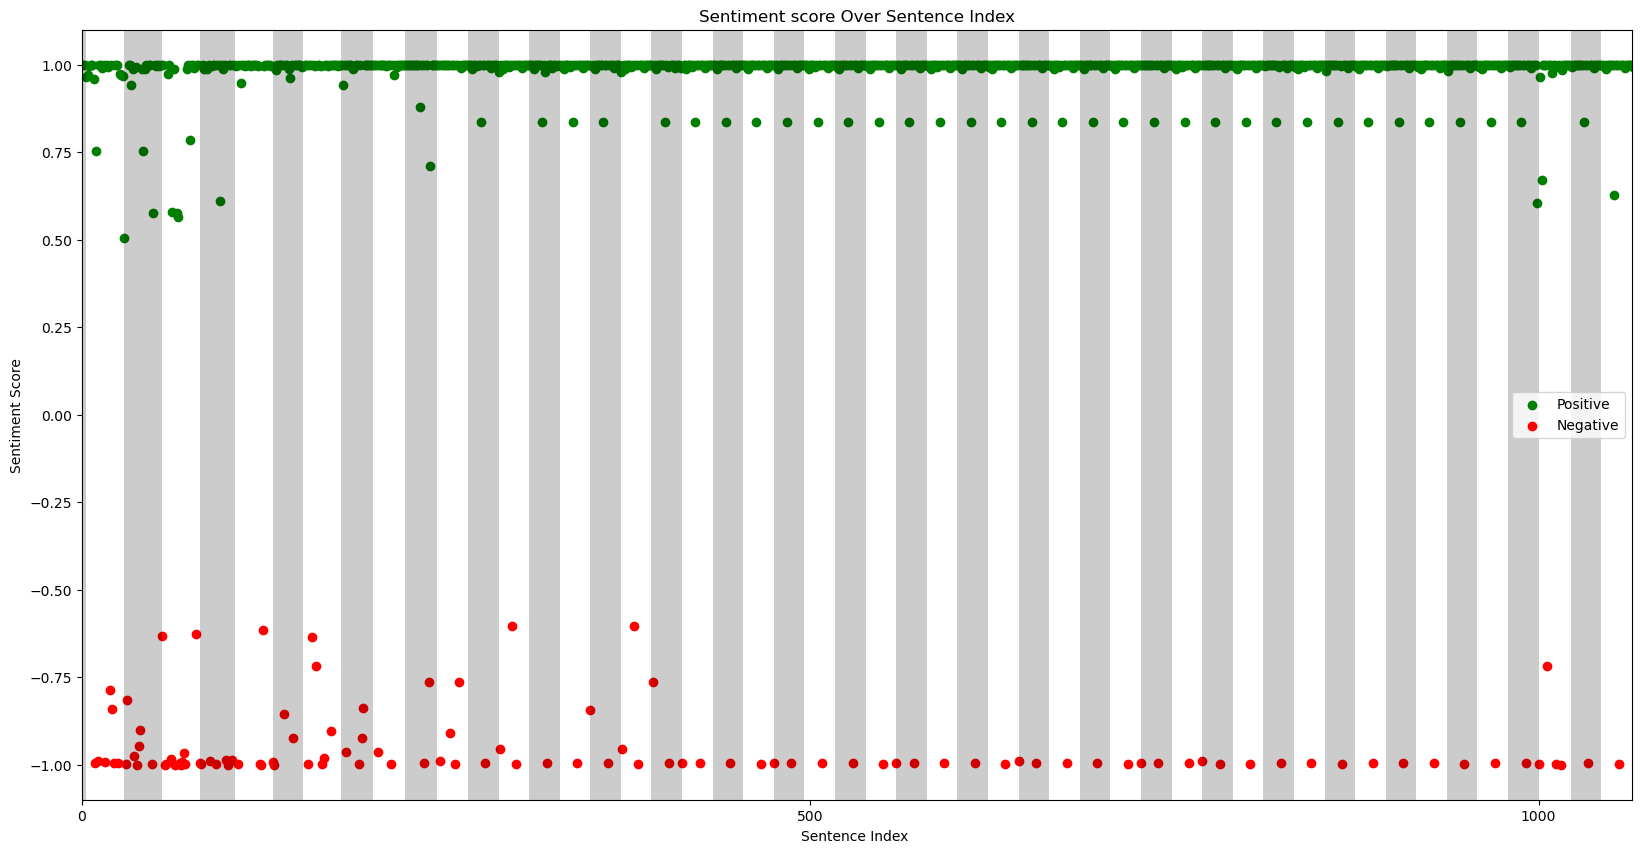 Sentiment score Over Sentence Index
1.00
0.75
0.50
0.25
0.00
−0.25
−0.50
−0.75
−1.00
Sentiment Score
Positive
Negative
0
500
1000
Sentence Index